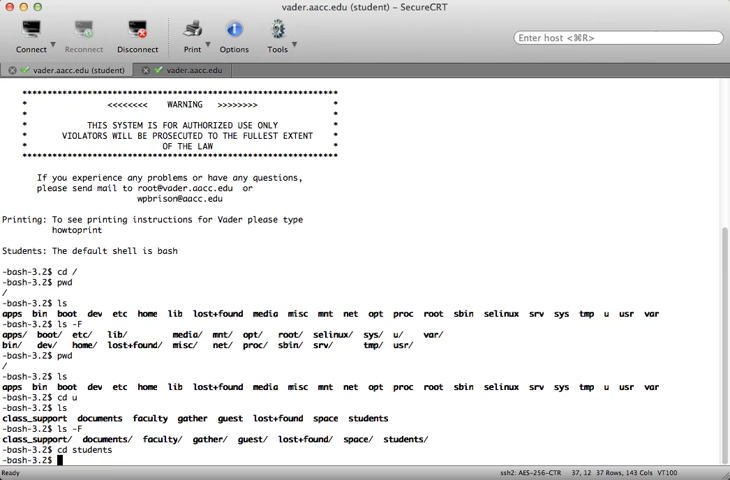 vader.aacc.edu (student) – SecureCRT
Connect Reconnect Disconnect Print Options Tools Enter host <⌘R>
vader.aacc.edu (student) vader.aacc.edu
************************************************************
* <<<<<<<< WARNING >>>>>>>> *
* *
* THIS SYSTEM IS FOR AUTHORIZED USE ONLY *
* VIOLATORS WILL BE PROSECUTED TO THE FULLEST EXTENT *
* OF THE LAW *
************************************************************
If you experience any problems or have any questions,
please send mail to root@vader.aacc.edu or
wpbrison@aacc.edu
Printing: To see printing instructions for Vader please type
howtoprint
Students: The default shell is bash
-bash-3.2$ cd /
-bash-3.2$ pwd
/
-bash-3.2$ ls
apps bin boot dev etc home lib lost+found media misc mnt net opt proc root sbin selinux srv sys tmp u usr var
-bash-3.2$ ls -F
apps/ boot/ etc/ lib/ media/ mnt/ opt/ root/ selinux/ sys/ u/ var/
bin/ dev/ home/ lost+found/ misc/ net/ proc/ sbin/ srv/ tmp/ usr/
-bash-3.2$ pwd
/
-bash-3.2$ ls
apps bin boot dev etc home lib lost+found media misc mnt net opt proc root sbin selinux srv sys tmp u usr var
-bash-3.2$ cd u
-bash-3.2$ ls
class_support documents faculty gather guest lost+found space students
-bash-3.2$ ls -F
class_support/ documents/ faculty/ gather/ guest/ lost+found/ space/ students/
-bash-3.2$ cd students
-bash-3.2$
Ready ssh2: AES-256-CTR 37, 12 37 Rows, 143 Cols VT100